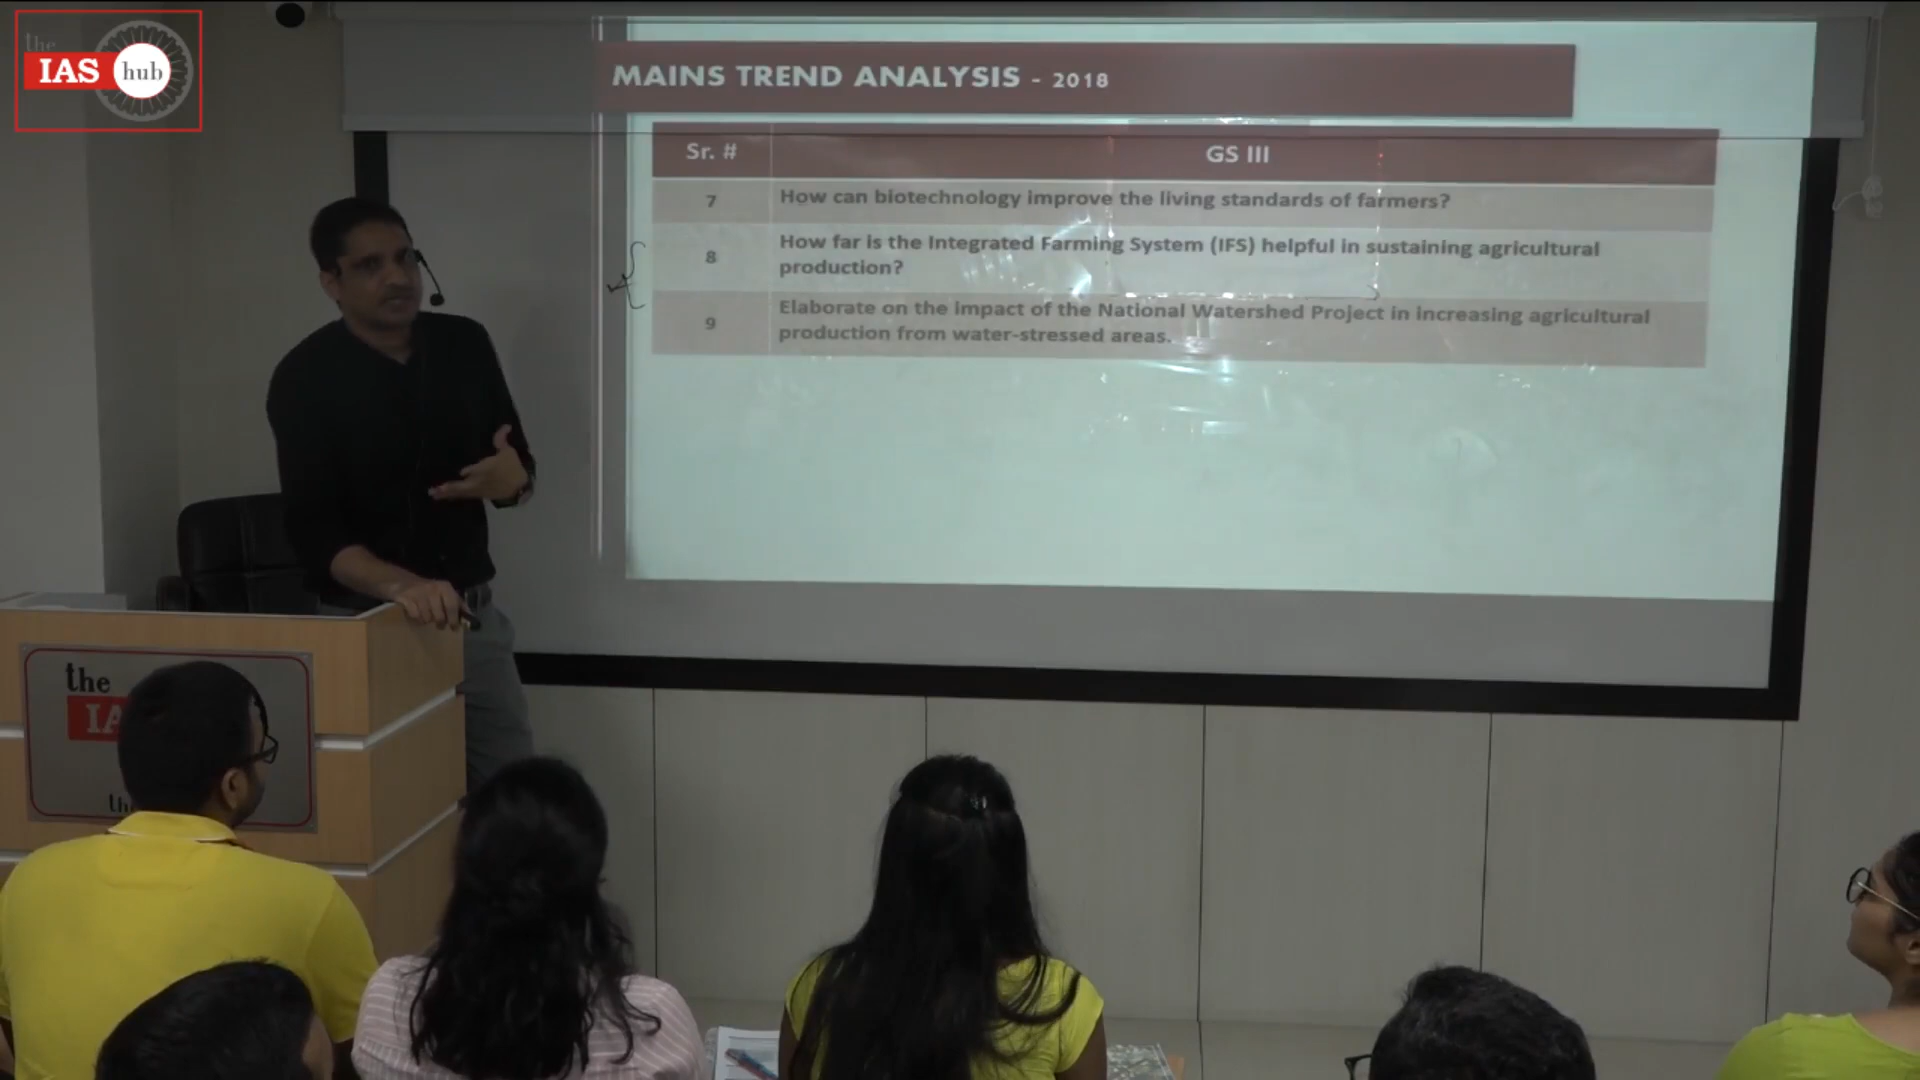 the
IAS hub
MAINS TREND ANALYSIS - 2018
Sr. #
GS III
7
How can biotechnology improve the living standards of farmers?
8
How far is the Integrated Farming System (IFS) helpful in sustaining agricultural
production?
9
Elaborate on the impact of the National Watershed Project in increasing agricultural
production from water-stressed areas.
the
IA
th